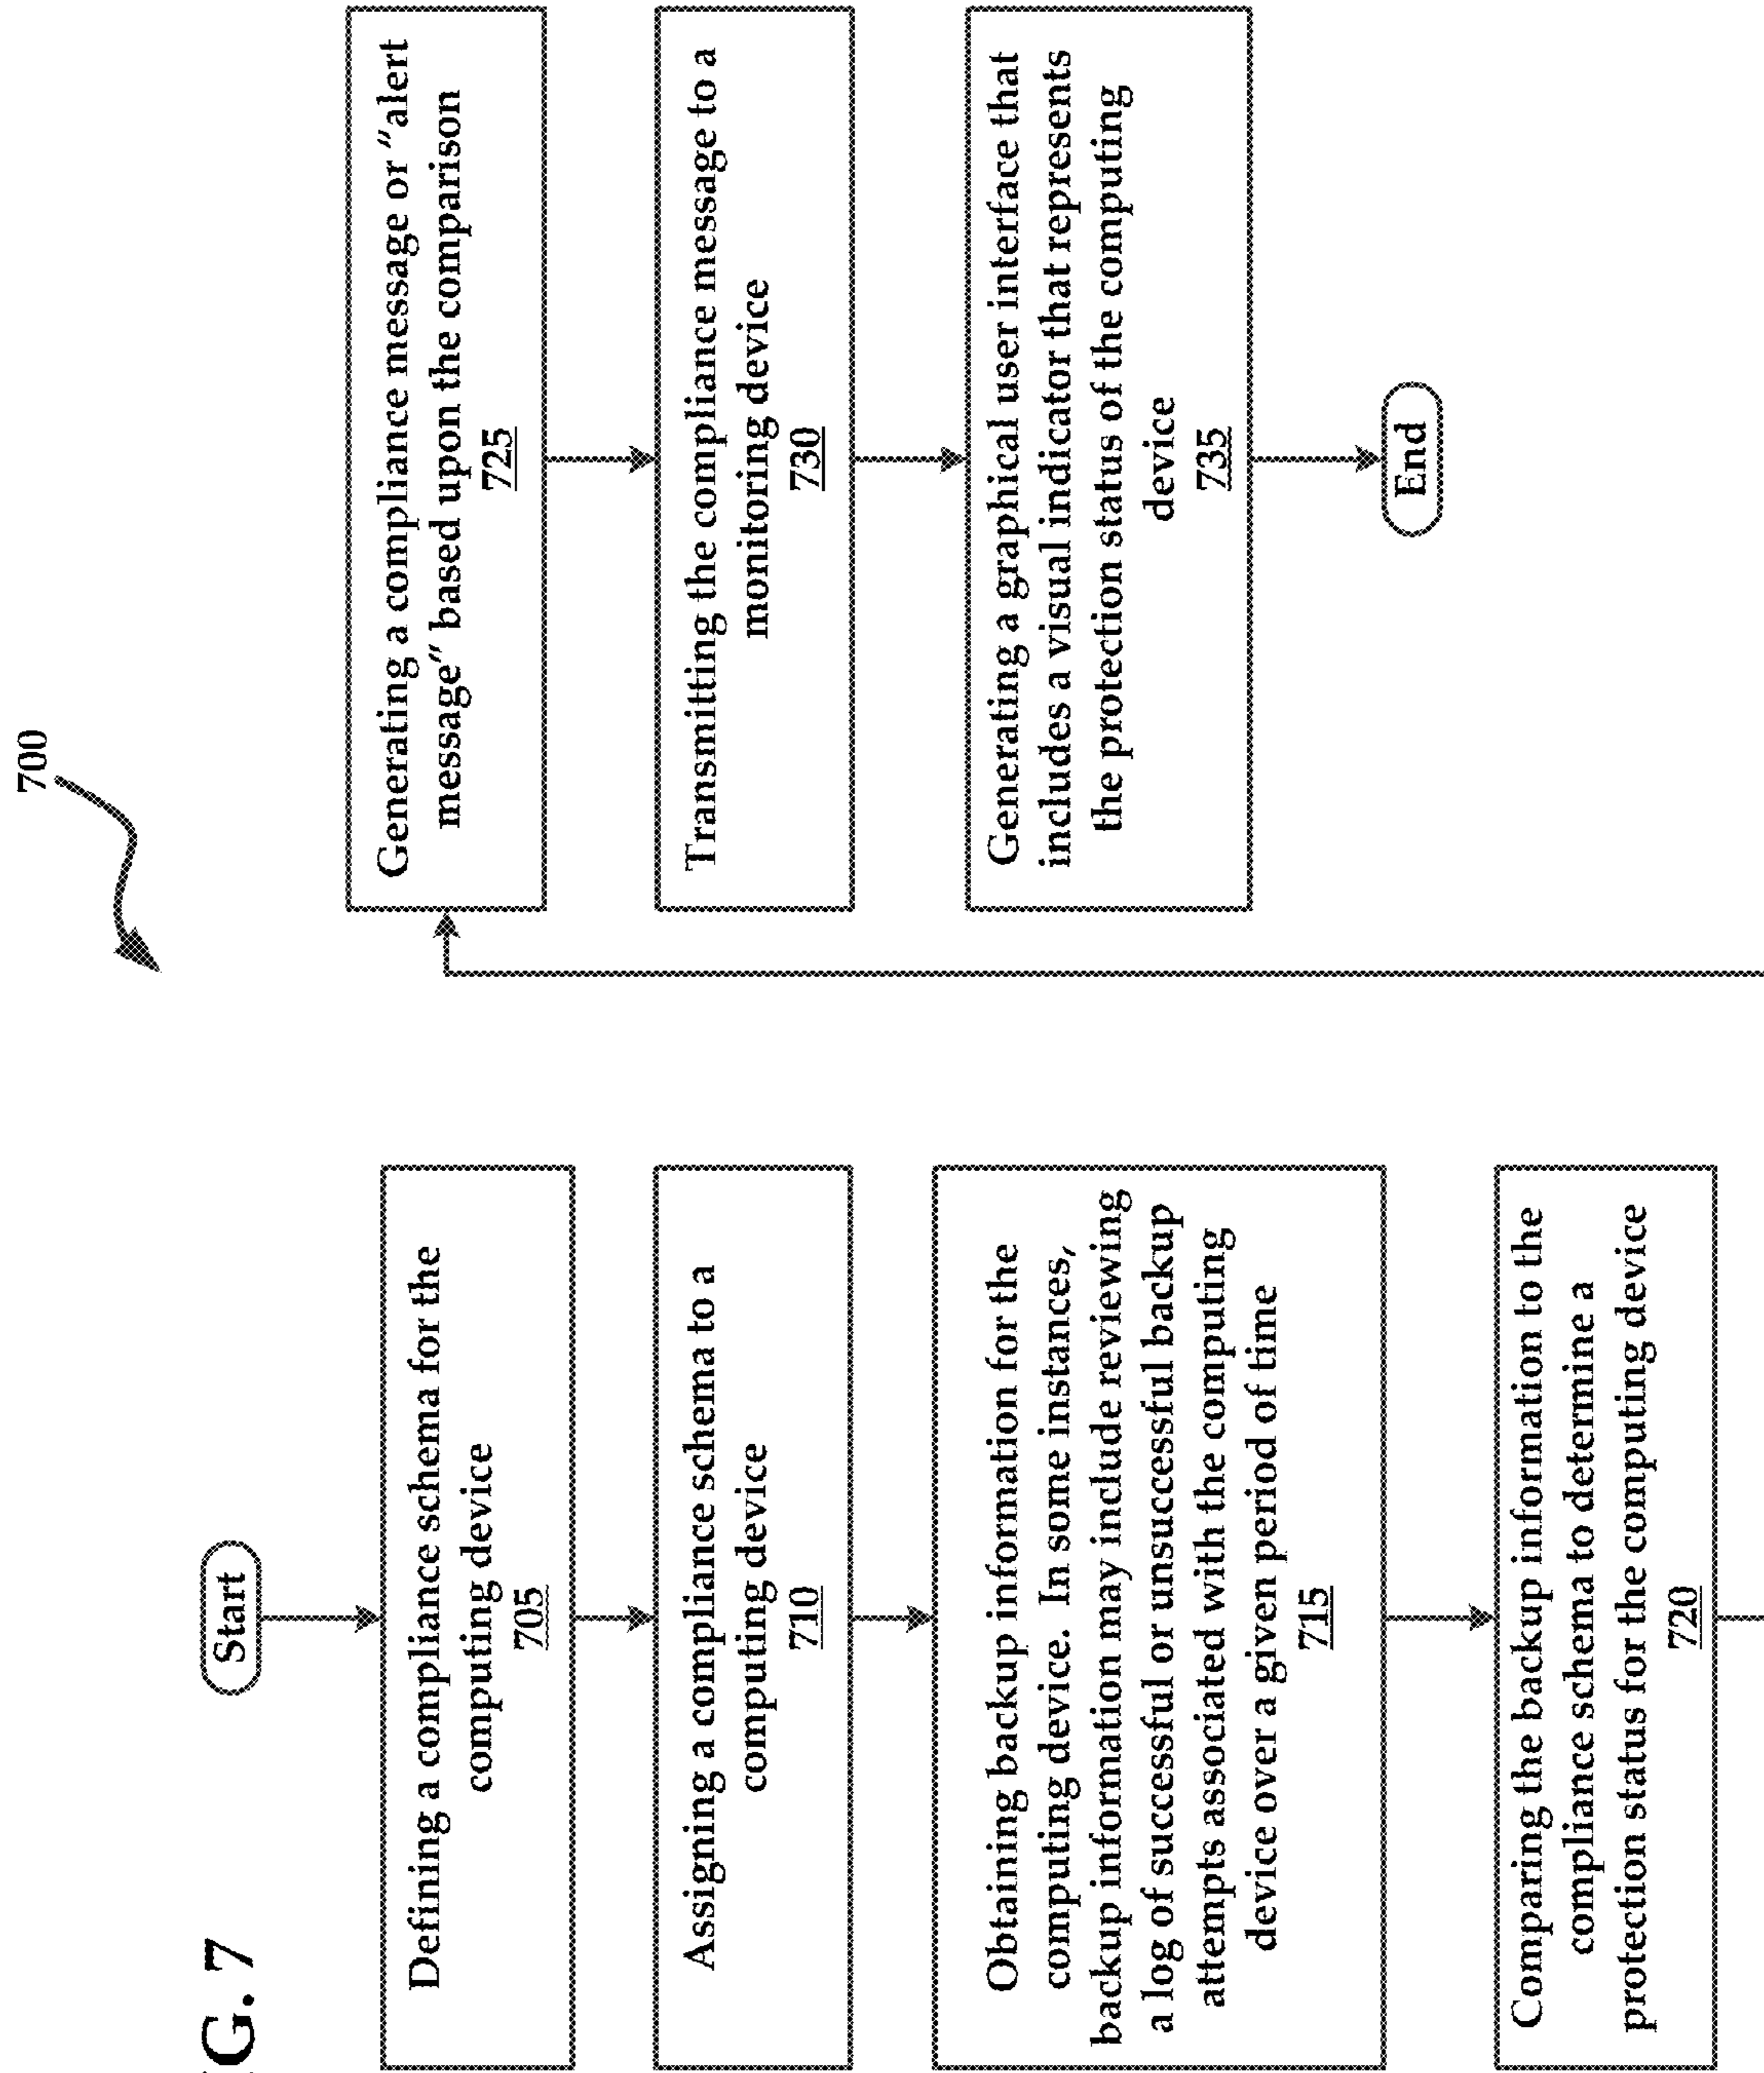 G. 7
700
Start
Defining a compliance schema for the
computing device
705
Assigning a compliance schema to a
computing device
710
Obtaining backup information for the
computing device. In some instances,
backup information may include reviewing
a log of successful or unsuccessful backup
attempts associated with the computing
device over a given period of time
715
Comparing the backup information to the
compliance schema to determine a
protection status for the computing device
720
Generating a compliance message or "alert
message" based upon the comparison
725
Transmitting the compliance message to a
monitoring device
730
Generating a graphical user interface that
includes a visual indicator that represents
the protection status of the computing
device
735
End